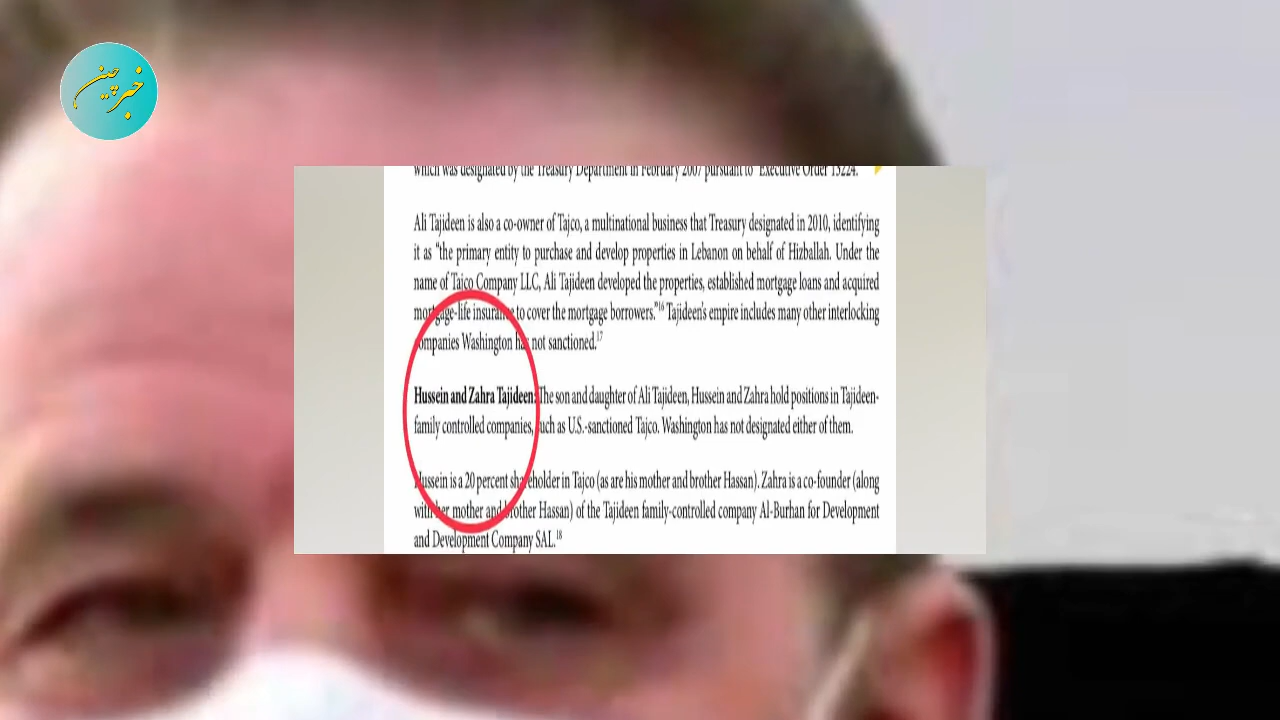 خبرچین
which was designated by the Treasury Department in February 2007 pursuant to "Executive Order 13224.
Ali Tajideen is also a co-owner of Tajco, a multinational business that Treasury designated in 2010, identifying
it as “the primary entity to purchase and develop properties in Lebanon on behalf of Hizballah. Under the
name of Tajco Company LLC, Ali Tajideen developed the properties, established mortgage loans and acquired
mortgage-life insurance to cover the mortgage borrowers.”16 Tajideen's empire includes many other interlocking
companies Washington has not sanctioned.17
Hussein and Zahra Tajideen: The son and daughter of Ali Tajideen, Hussein and Zahra hold positions in Tajideen-
family controlled companies, such as U.S.-sanctioned Tajco. Washington has not designated either of them.
Hussein is a 20 percent shareholder in Tajco (as are his mother and brother Hassan). Zahra is a co-founder (along
with her mother and brother Hassan) of the Tajideen family-controlled company Al-Burhan for Development
and Development Company SAL.18